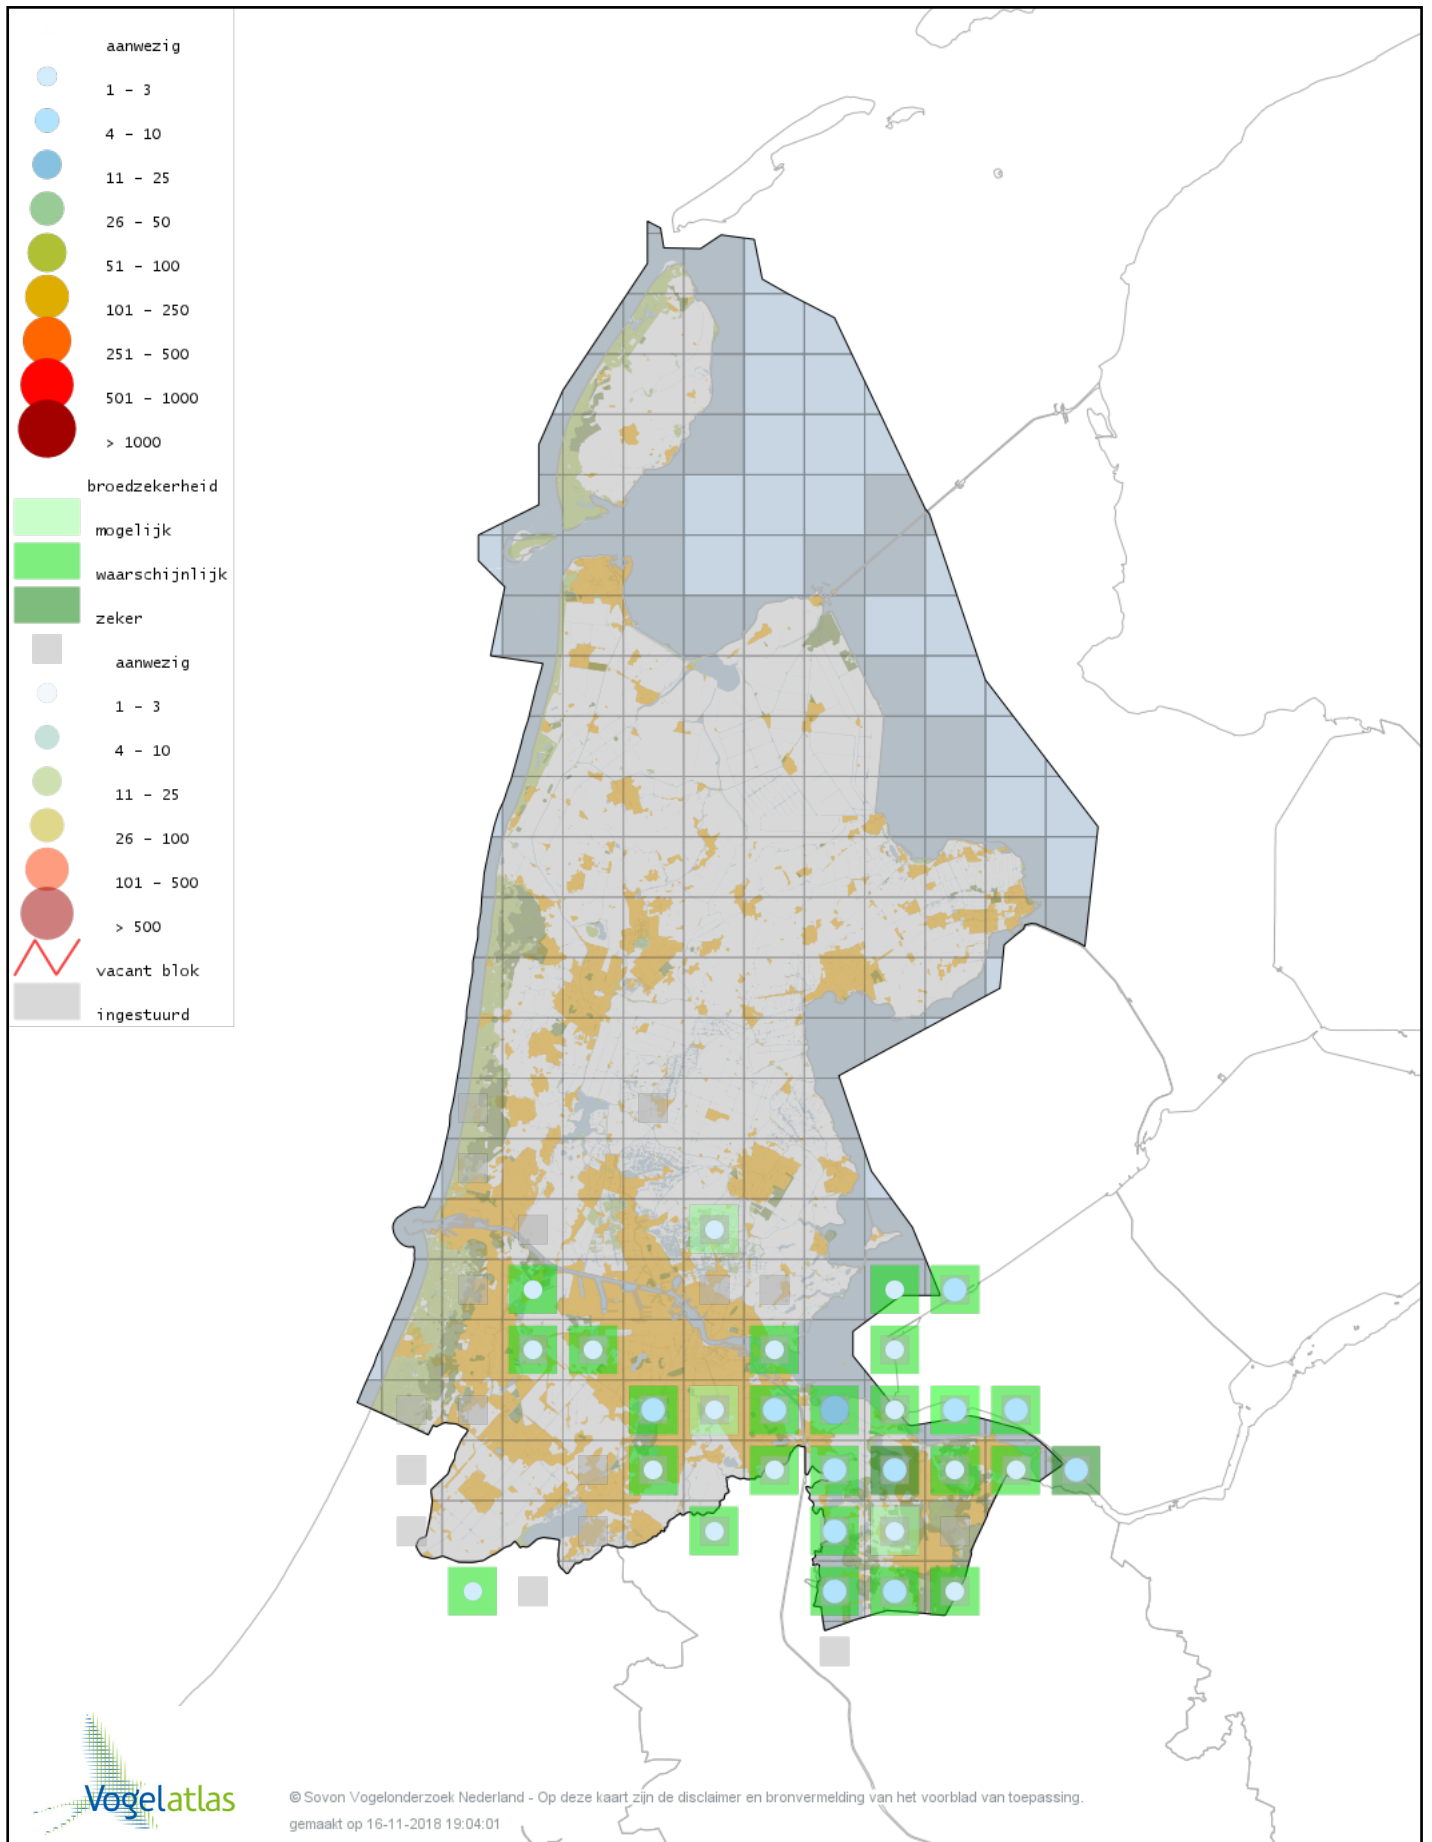 aanwezig
1 - 3
4 - 10
11 - 25
26 - 50
51 - 100
101 - 250
251 - 500
501 - 1000
> 1000
broedzekerheid
mogelijk
waarschijnlijk
zeker
aanwezig
1 - 3
4 - 10
11 - 25
26 - 100
101 - 500
> 500
vacant blok
ingestuurd
Vogelatlas
© Sovon Vogelonderzoek Nederland - Op deze kaart zijn de disclaimer en bronvermelding van het voorblad van toepassing.
gemaakt op 16-11-2018 19:04:01